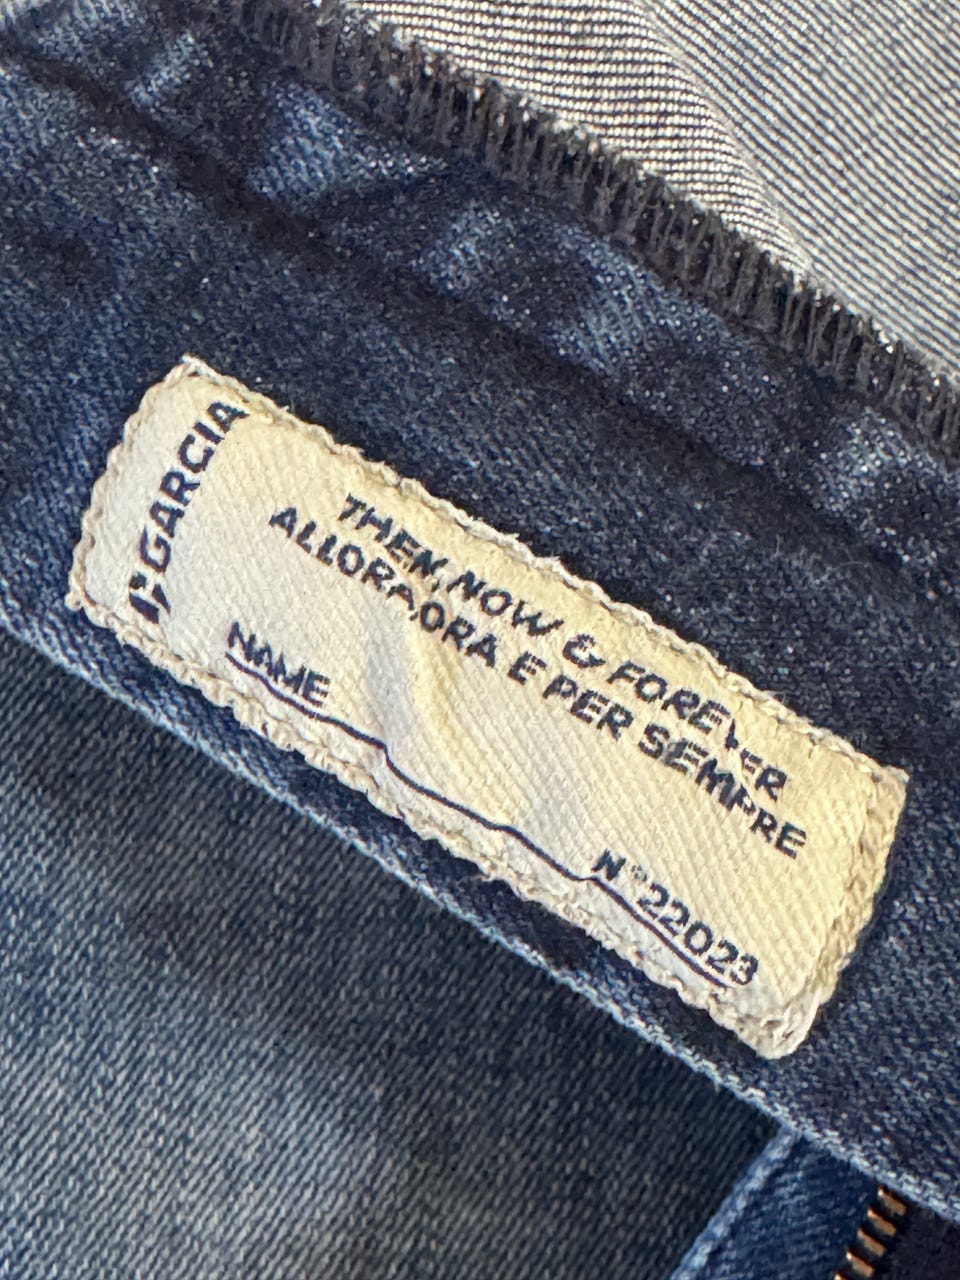 GARCIA
THEN, NOW & FOREVER
ALLORA, ORA E PER SEMPRE
NAME
N°22023